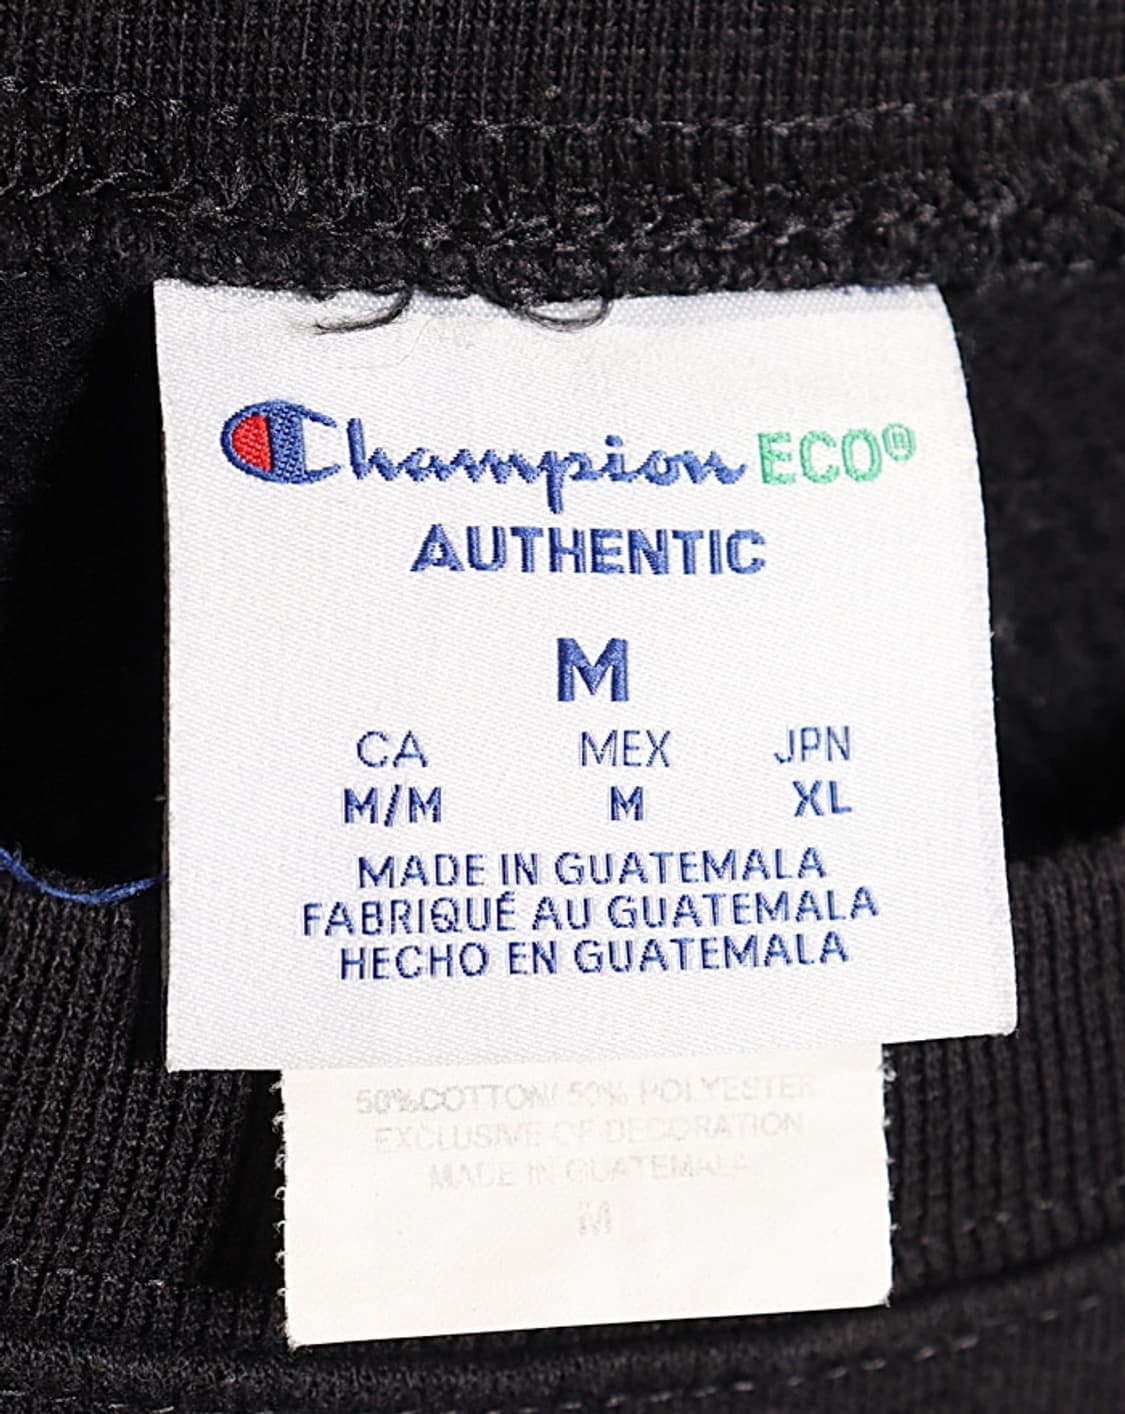 Champion ECO®
AUTHENTIC
M
CA MEX JPN
M/M M XL
MADE IN GUATEMALA
FABRIQUÉ AU GUATEMALA
HECHO EN GUATEMALA
50%COTTON/ 50% POLYESTER
EXCLUSIVE OF DECORATION
MADE IN GUATEMALA
M